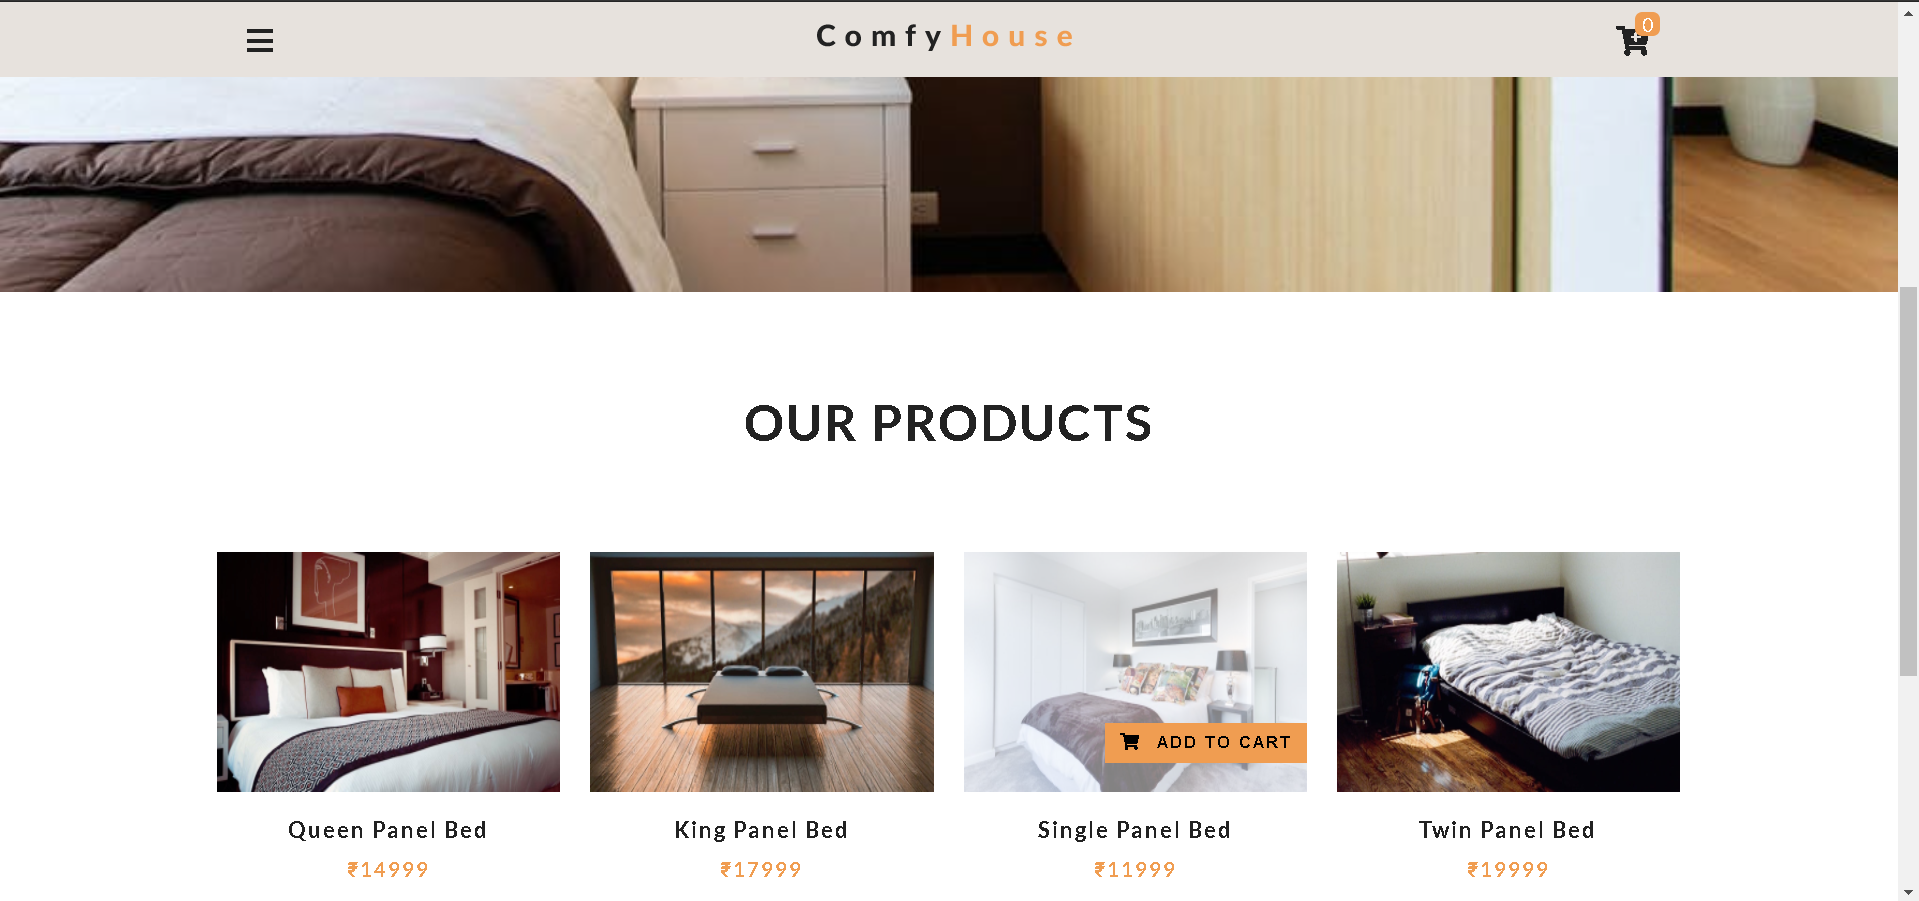 ComfyHouse
0
OUR PRODUCTS
ADD TO CART
Queen Panel Bed
King Panel Bed
Single Panel Bed
Twin Panel Bed
₹14999
₹17999
₹11999
₹19999